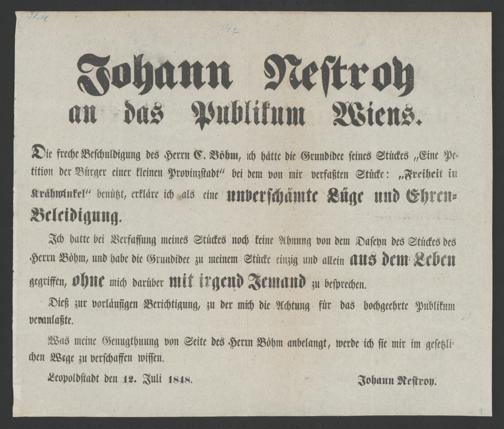 Johann Nestroy
an das Publikum Wiens.
Die freche Beschuldigung des Herrn C. Böhm, ich hätte die Grundidee seines Stückes „Eine Pe-
tition der Bürger einer kleinen Provinzstadt“ bei dem von mir verfaßten Stücke: „Freiheit in
Krähwinkel“ benützt, erkläre ich als eine unverschämte Lüge und Ehren-
Beleidigung.
Ich hatte bei Verfassung meines Stückes noch keine Ahnung von dem Daseyn des Stückes des
Herrn Böhm, und habe die Grundidee zu meinem Stücke einzig und allein aus dem Leben
gegriffen, ohne mich darüber mit irgend Jemand zu besprechen.
Dieß zur vorläufigen Berichtigung, zu der mich die Achtung für das hochgeehrte Publikum
veranlaßte.
Was meine Genugthuung von Seite des Herrn Böhm anbelangt, werde ich sie mir im gesetzli-
chen Wege zu verschaffen wissen.
Leopoldstadt den 12. Juli 1848.
Johann Nestroy.